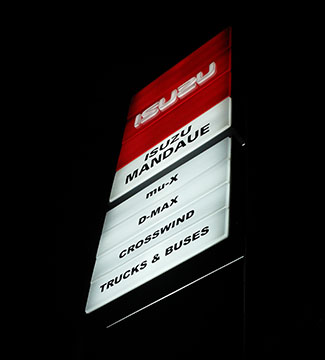 ISUZU
ISUZU
MANDAUE
mu-X
D-MAX
CROSSWIND
TRUCKS & BUSES